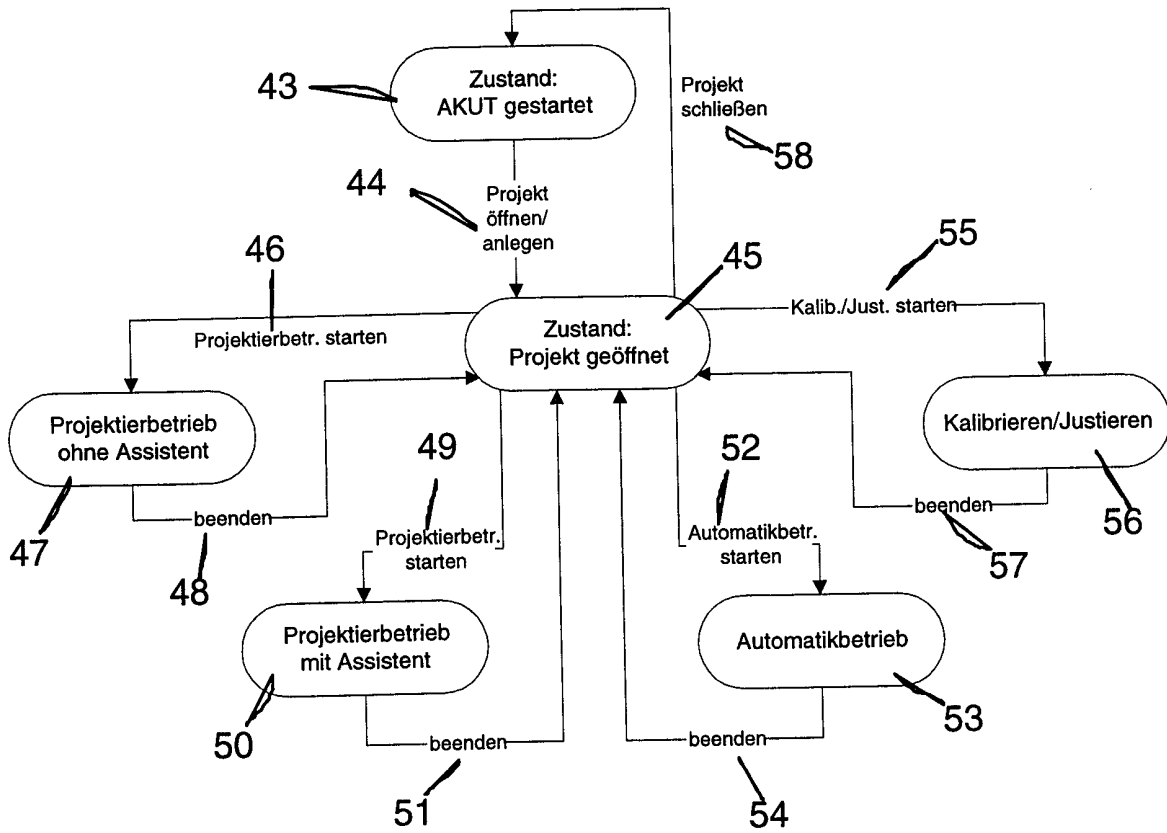 43
Zustand:
AKUT gestartet
Projekt
schließen
58
44
Projekt
öffnen/
anlegen
46
45
55
Projektierbetr. starten
Zustand:
Projekt geöffnet
Kalib./Just. starten
Projektierbetrieb
ohne Assistent
Kalibrieren/Justieren
47
beenden
48
49
Projektierbetr.
starten
52
Automatikbetr.
starten
beenden
57
56
Projektierbetrieb
mit Assistent
Automatikbetrieb
50
beenden
51
beenden
54
53